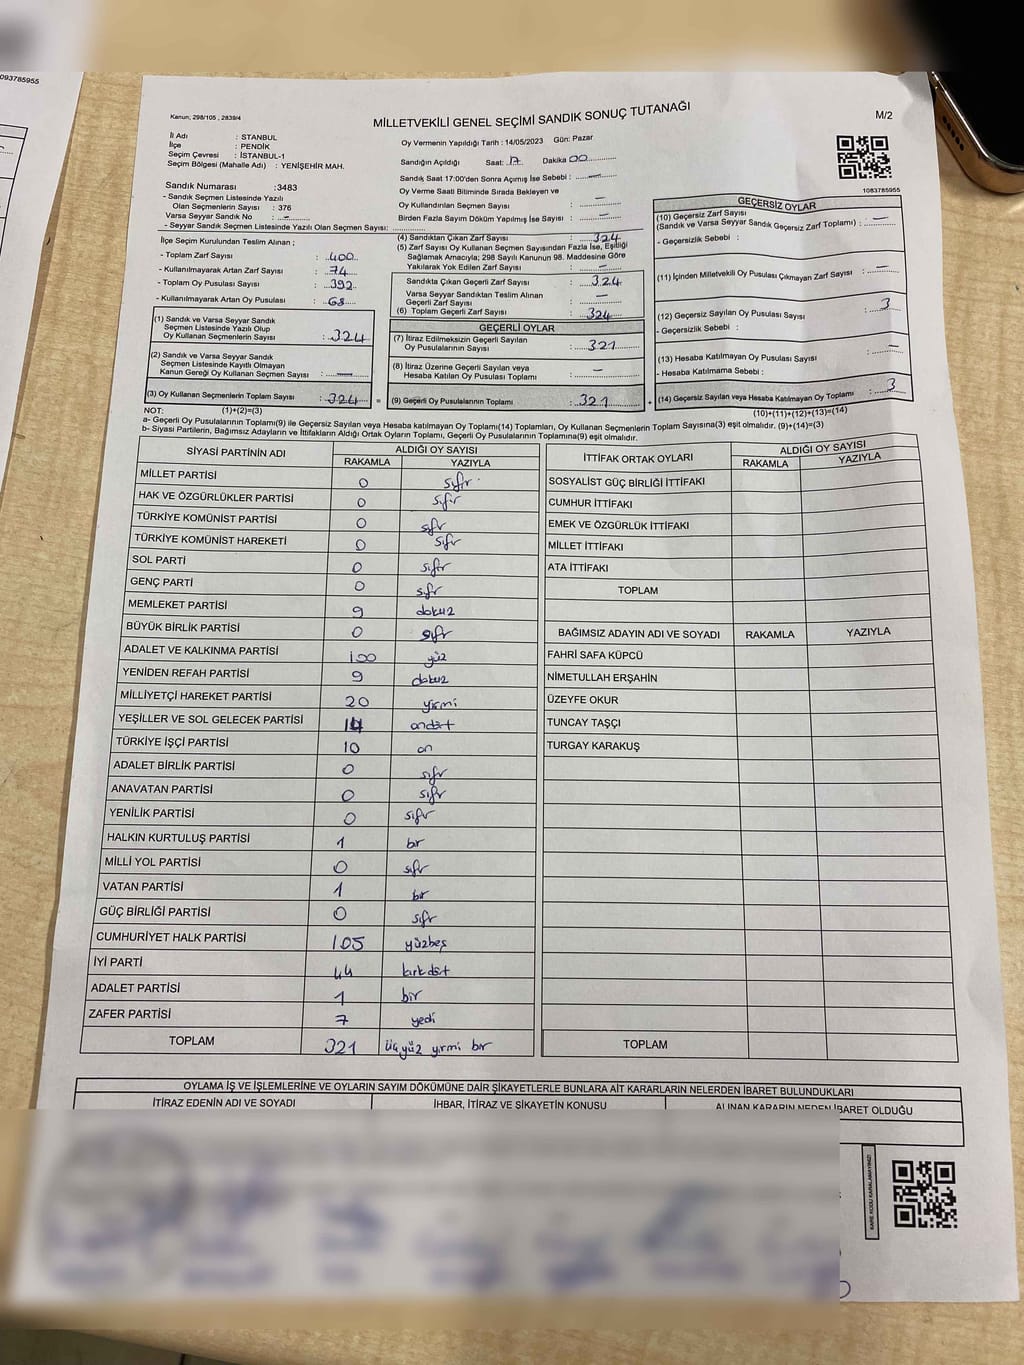 093785955
Kanun, 298/105 , 2839/4
MİLLETVEKİLİ GENEL SEÇİMİ SANDIK SONUÇ TUTANAĞI
M/2
İl Adı : STANBUL
İlçe : PENDİK
Seçim Çevresi : İSTANBUL-1
Seçim Bölgesi (Mahalle Adı) : YENİŞEHİR MAH.
Oy Vermenin Yapıldığı Tarih : 14/05/2023 Gün: Pazar
Sandığın Açıldığı Saat: 17 Dakika 00
Sandık Saat 17:00'den Sonra Açımış İse Sebebi : —
Oy Verme Saati Bitiminde Sırada Bekleyen ve
Oy Kullandırılan Seçmen Sayısı : —
Birden Fazla Sayım Döküm Yapılmış İse Sayısı : —
1083785955
Sandık Numarası :3483
- Sandık Seçmen Listesinde Yazılı
Olan Seçmenlerin Sayısı : 376
Varsa Seyyar Sandık No : —
- Seyyar Sandık Seçmen Listesinde Yazılı Olan Seçmen Sayısı:
İlçe Seçim Kurulundan Teslim Alınan ;
- Toplam Zarf Sayısı : 400
- Kullanılmayarak Artan Zarf Sayısı : 74
- Toplam Oy Pusulası Sayısı : 392
- Kullanılmayarak Artan Oy Pusulası : 68
(1) Sandık ve Varsa Seyyar Sandık
Seçmen Listesinde Yazılı Olup
Oy Kullanan Seçmenlerin Sayısı : 324
(2) Sandık ve Varsa Seyyar Sandık
Seçmen Listesinde Kayıtlı Olmayan
Kanun Gereği Oy Kullanan Seçmen Sayısı : —
(3) Oy Kullanan Seçmenlerin Toplam Sayısı : 324 =
(4) Sandıktan Çıkan Zarf Sayısı : 324
(5) Zarf Sayısı Oy Kullanan Seçmen Sayısından Fazla İse, Eşitliği
Sağlamak Amacıyla; 298 Sayılı Kanunun 98. Maddesine Göre
Yakılarak Yok Edilen Zarf Sayısı : —
Sandıkta Çıkan Geçerli Zarf Sayısı : 324
Varsa Seyyar Sandıktan Teslim Alınan
Geçerli Zarf Sayısı : —
(6) Toplam Geçerli Zarf Sayısı : 324
GEÇERLİ OYLAR
(7) İtiraz Edilmeksizin Geçerli Sayılan
Oy Pusulalarının Sayısı : 321
(8) İtiraz Üzerine Geçerli Sayılan veya
Hesaba Katılan Oy Pusulası Toplamı : —
(9) Geçerli Oy Pusulalarının Toplamı : 321 +
GEÇERSİZ OYLAR
(10) Geçersiz Zarf Sayısı
(Sandık ve Varsa Seyyar Sandık Geçersiz Zarf Toplamı) : —
- Geçersizlik Sebebi :
(11) İçinden Milletvekili Oy Pusulası Çıkmayan Zarf Sayısı : —
(12) Geçersiz Sayılan Oy Pusulası Sayısı : 3
- Geçersizlik Sebebi :
(13) Hesaba Katılmayan Oy Pusulası Sayısı : —
- Hesaba Katılmama Sebebi :
(14) Geçersiz Sayılan veya Hesaba Katılmayan Oy Toplamı : 3
NOT: (1)+(2)=(3)
(10)+(11)+(12)+(13)=(14)
a- Geçerli Oy Pusulalarının Toplamı(9) ile Geçersiz Sayılan veya Hesaba katılmayan Oy Toplamı(14) Toplamları, Oy Kullanan Seçmenlerin Toplam Sayısına(3) eşit olmalıdır. (9)+(14)=(3)
b- Siyasi Partilerin, Bağımsız Adayların ve İttifakların Aldığı Ortak Oyların Toplamı, Geçerli Oy Pusulalarının Toplamına(9) eşit olmalıdır.
SİYASİ PARTİNİN ADI ALDIĞI OY SAYISI
RAKAMLA YAZIYLA
MİLLET PARTİSİ 0 sıfır
HAK VE ÖZGÜRLÜKLER PARTİSİ 0 sıfır
TÜRKİYE KOMÜNİST PARTİSİ 0 sıfır
TÜRKİYE KOMÜNİST HAREKETİ 0 sıfır
SOL PARTİ 0 sıfır
GENÇ PARTİ 0 sıfır
MEMLEKET PARTİSİ 9 dokuz
BÜYÜK BİRLİK PARTİSİ 0 sıfır
ADALET VE KALKINMA PARTİSİ 100 yüz
YENİDEN REFAH PARTİSİ 9 dokuz
MİLLİYETÇİ HAREKET PARTİSİ 20 yirmi
YEŞİLLER VE SOL GELECEK PARTİSİ 14 ondört
TÜRKİYE İŞÇİ PARTİSİ 10 on
ADALET BİRLİK PARTİSİ 0 sıfır
ANAVATAN PARTİSİ 0 sıfır
YENİLİK PARTİSİ 0 sıfır
HALKIN KURTULUŞ PARTİSİ 1 bir
MİLLİ YOL PARTİSİ 0 sıfır
VATAN PARTİSİ 1 bir
GÜÇ BİRLİĞİ PARTİSİ 0 sıfır
CUMHURİYET HALK PARTİSİ 105 yüzbeş
İYİ PARTİ 44 kırkdört
ADALET PARTİSİ 1 bir
ZAFER PARTİSİ 7 yedi
TOPLAM 321 üçyüz yirmi bir
İTTİFAK ORTAK OYLARI ALDIĞI OY SAYISI
RAKAMLA YAZIYLA
SOSYALİST GÜÇ BİRLİĞİ İTTİFAKI
CUMHUR İTTİFAKI
EMEK VE ÖZGÜRLÜK İTTİFAKI
MİLLET İTTİFAKI
ATA İTTİFAKI
TOPLAM
BAĞIMSIZ ADAYIN ADI VE SOYADI RAKAMLA YAZIYLA
FAHRİ SAFA KÜPCÜ
NİMETULLAH ERŞAHİN
ÜZEYFE OKUR
TUNCAY TAŞÇI
TURGAY KARAKUŞ
TOPLAM
OYLAMA İŞ VE İŞLEMLERİNE VE OYLARIN SAYIM DÖKÜMÜNE DAİR ŞİKAYETLERLE BUNLARA AİT KARARLARIN NELERDEN İBARET BULUNDUKLARI
İTİRAZ EDENİN ADI VE SOYADI İHBAR, İTİRAZ VE ŞİKAYETİN KONUSU ALINAN KARARIN NEDEN İBARET OLDUĞU
KARE KODU KARALAMAYINIZ!